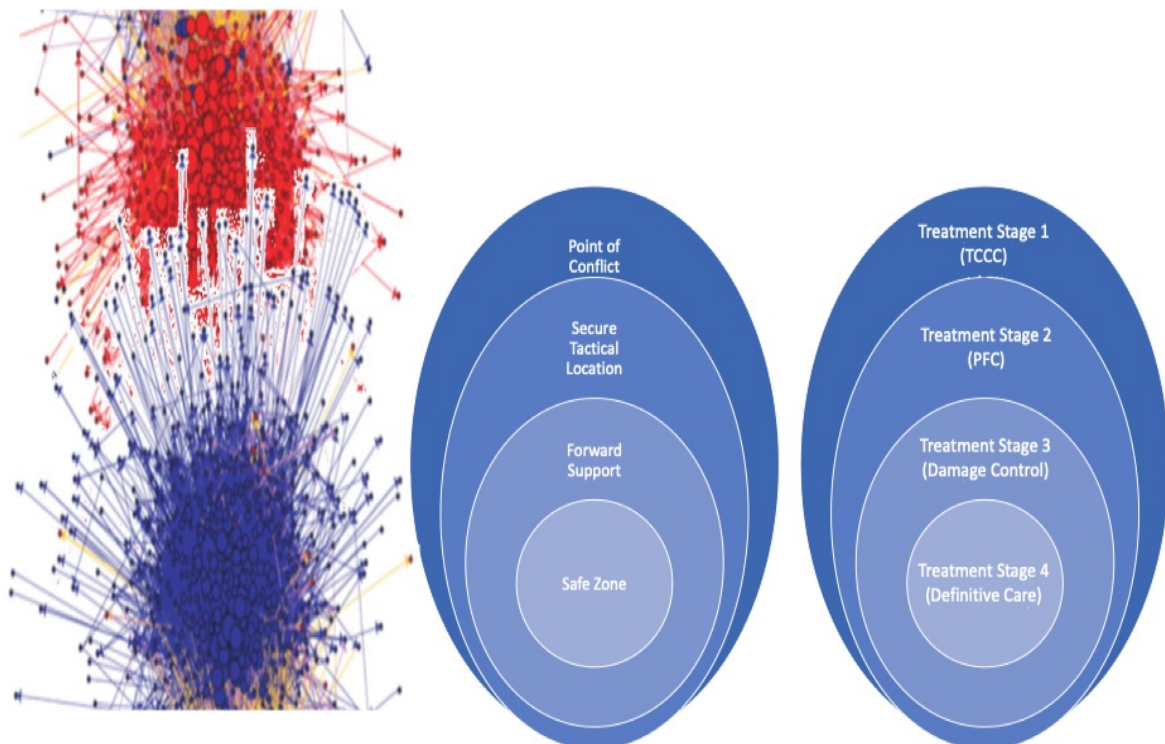 Point of
Conflict
Secure
Tactical
Location
Forward
Support
Safe Zone
Treatment Stage 1
(TCCC)
Treatment Stage 2
(PFC)
Treatment Stage 3
(Damage Control)
Treatment Stage 4
(Definitive Care)